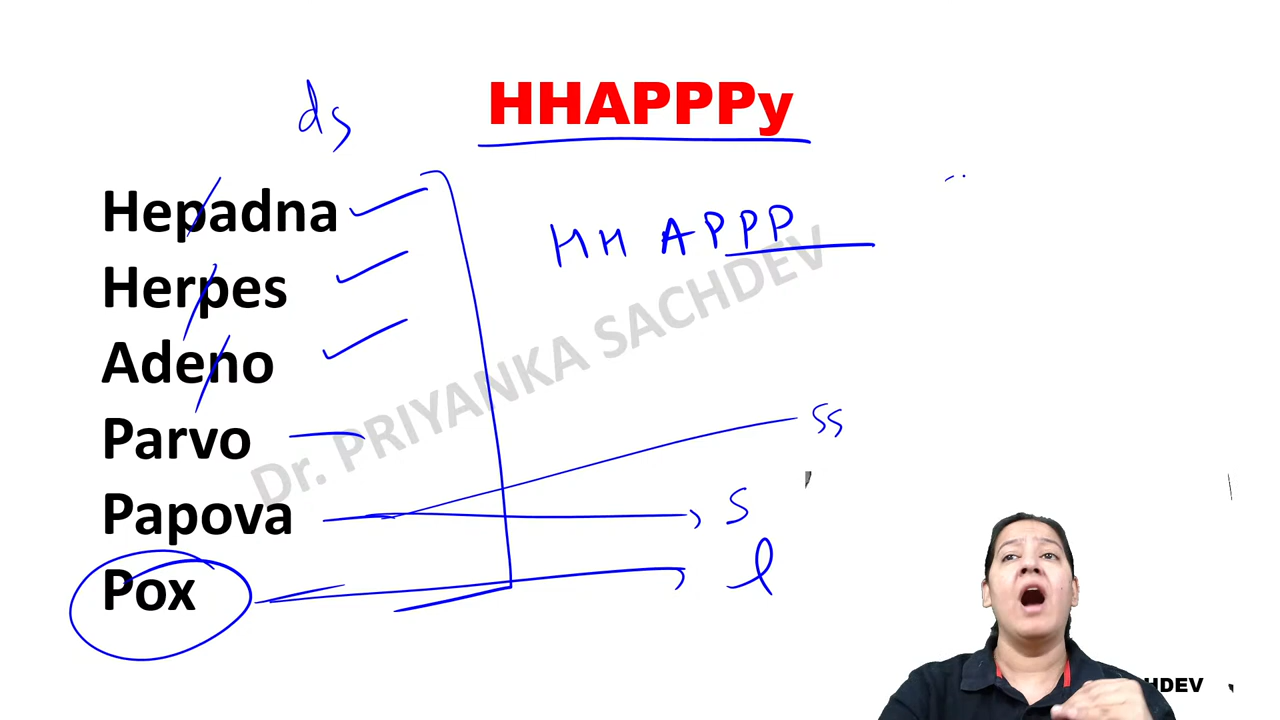 HHAPPPy
ds
Hepadna
HH APPP
Herpes
Adeno
Parvo
ss
Papova
s
Pox
l
Dr. PRIYANKA SACHDEV
HDEV